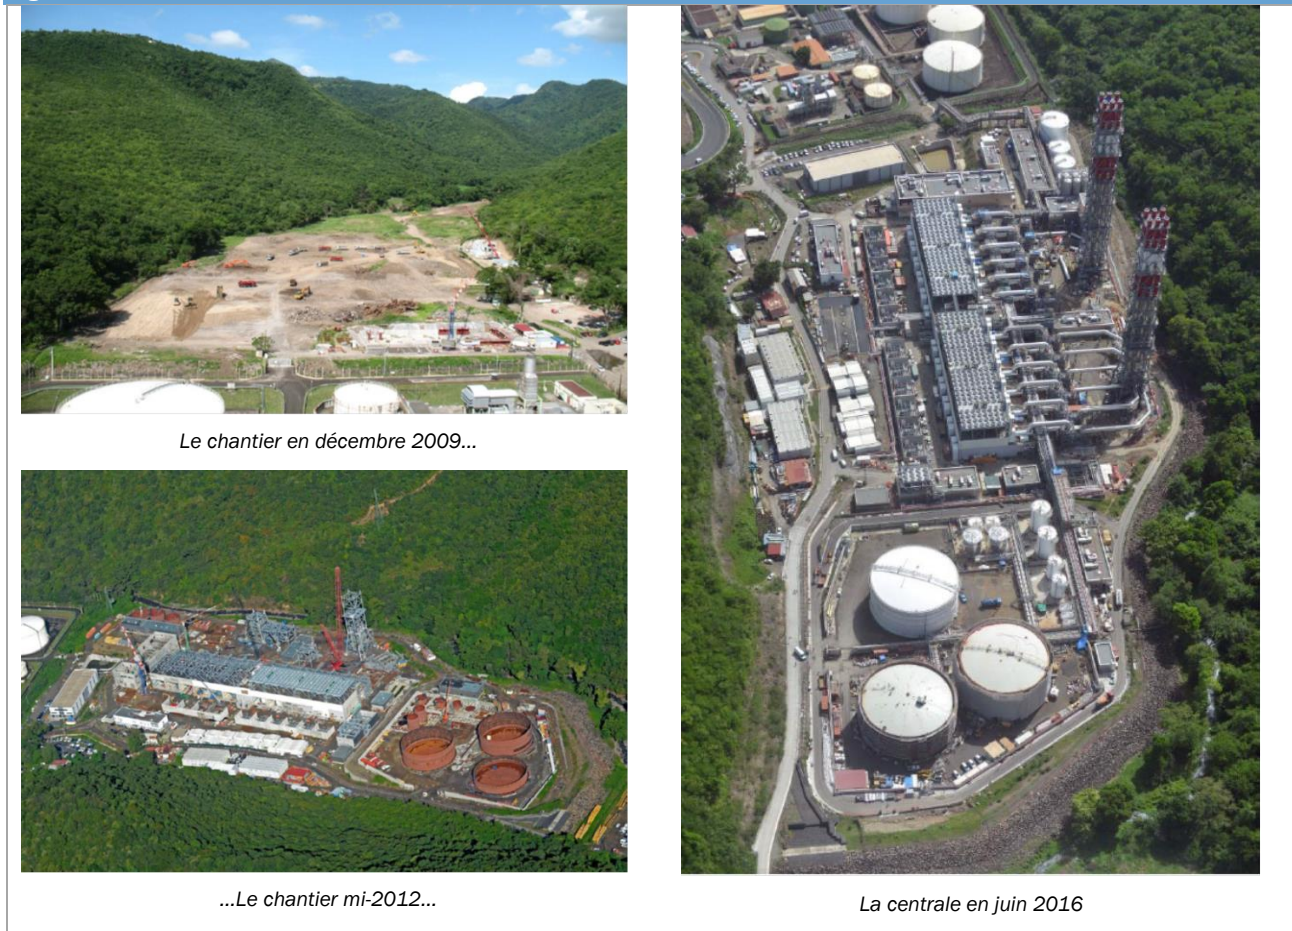 Le chantier en décembre 2009...
...Le chantier mi-2012...
La centrale en juin 2016